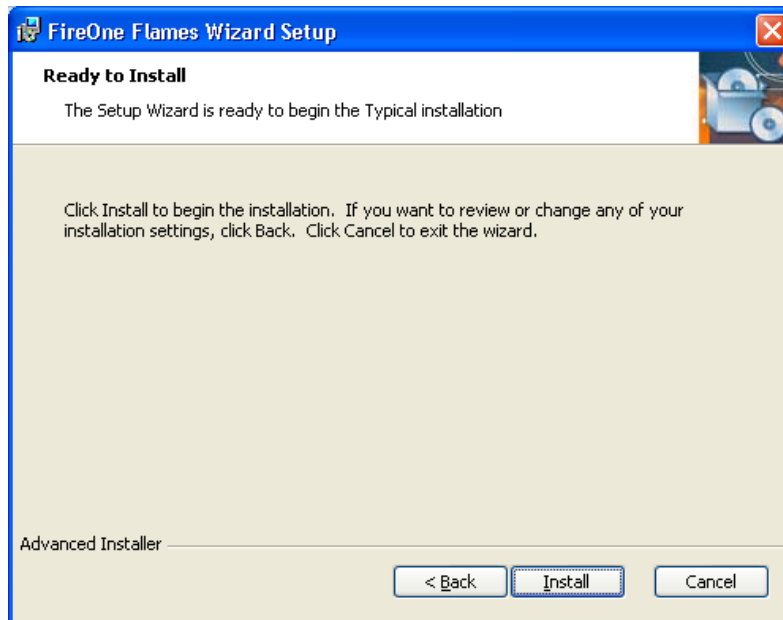 FireOne Flames Wizard Setup
Ready to Install
The Setup Wizard is ready to begin the Typical installation
Click Install to begin the installation.  If you want to review or change any of your
installation settings, click Back.  Click Cancel to exit the wizard.
Advanced Installer
< Back Install Cancel